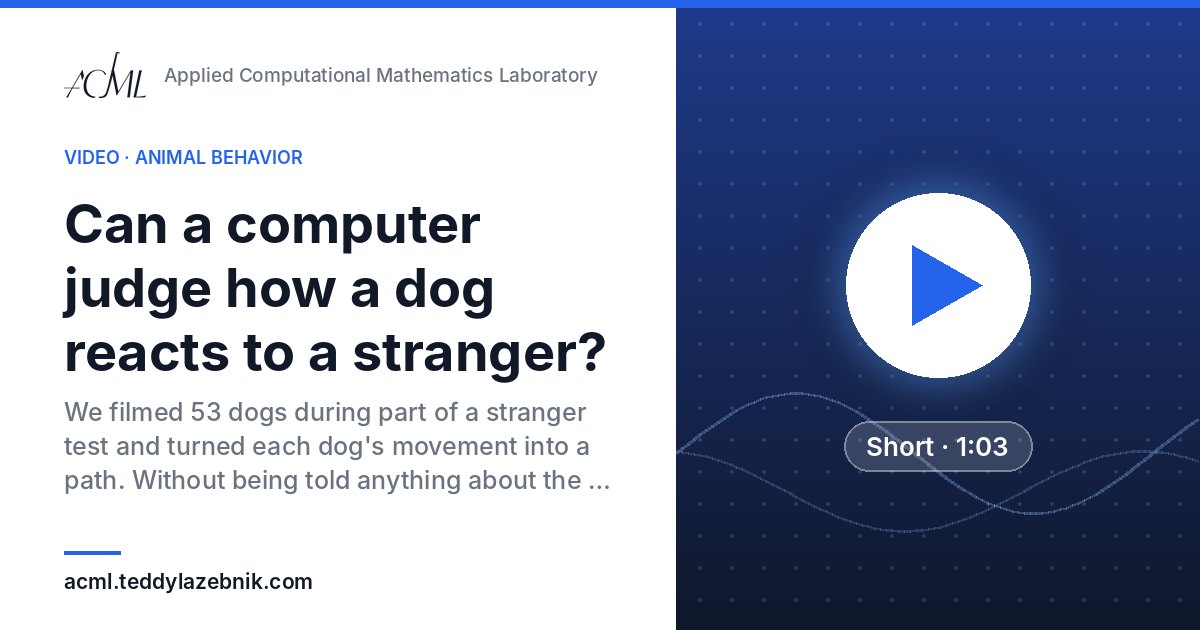 ACML
Applied Computational Mathematics Laboratory
VIDEO · ANIMAL BEHAVIOR
Can a computer
judge how a dog
reacts to a stranger?
We filmed 53 dogs during part of a stranger
test and turned each dog's movement into a
path. Without being told anything about the ...
acml.teddylazebnik.com
Short · 1:03